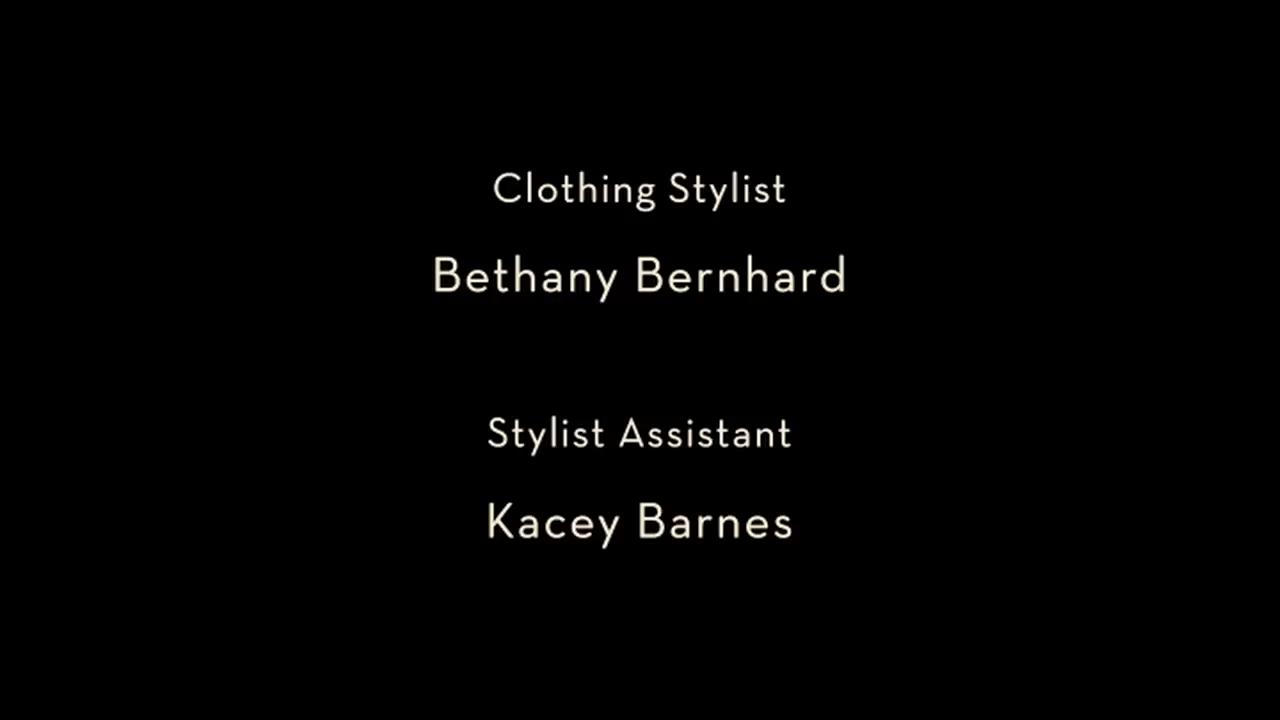 Clothing Stylist
Bethany Bernhard
Stylist Assistant
Kacey Barnes